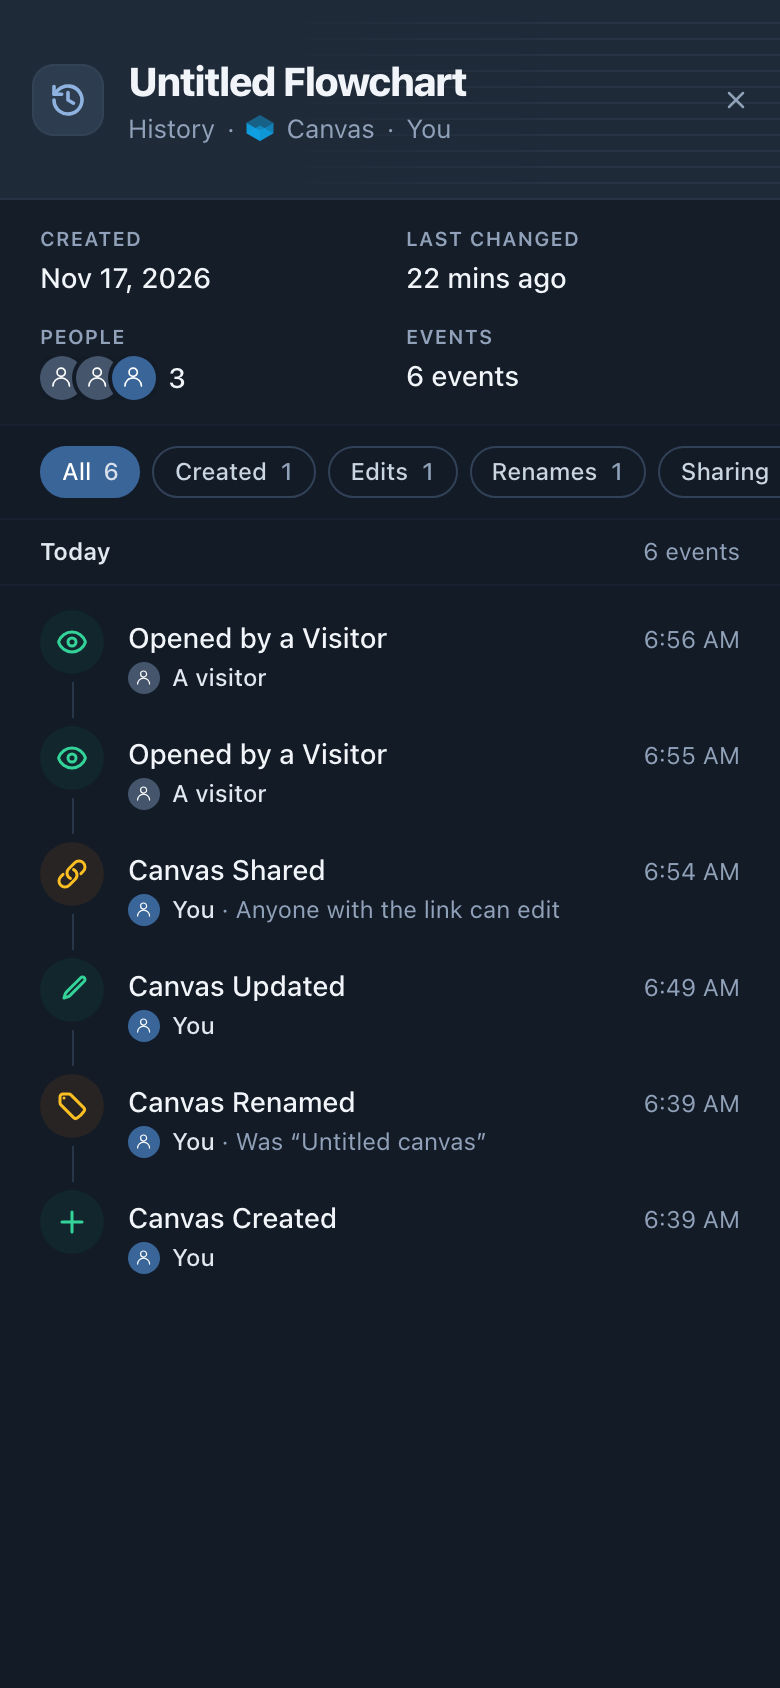 Untitled Flowchart
History · Canvas · You
CREATED
Nov 17, 2026
LAST CHANGED
22 mins ago
PEOPLE
3
EVENTS
6 events
All 6
Created 1
Edits 1
Renames 1
Sharing
Today
6 events
Opened by a Visitor
6:56 AM
A visitor
Opened by a Visitor
6:55 AM
A visitor
Canvas Shared
6:54 AM
You · Anyone with the link can edit
Canvas Updated
6:49 AM
You
Canvas Renamed
6:39 AM
You · Was “Untitled canvas”
Canvas Created
6:39 AM
You